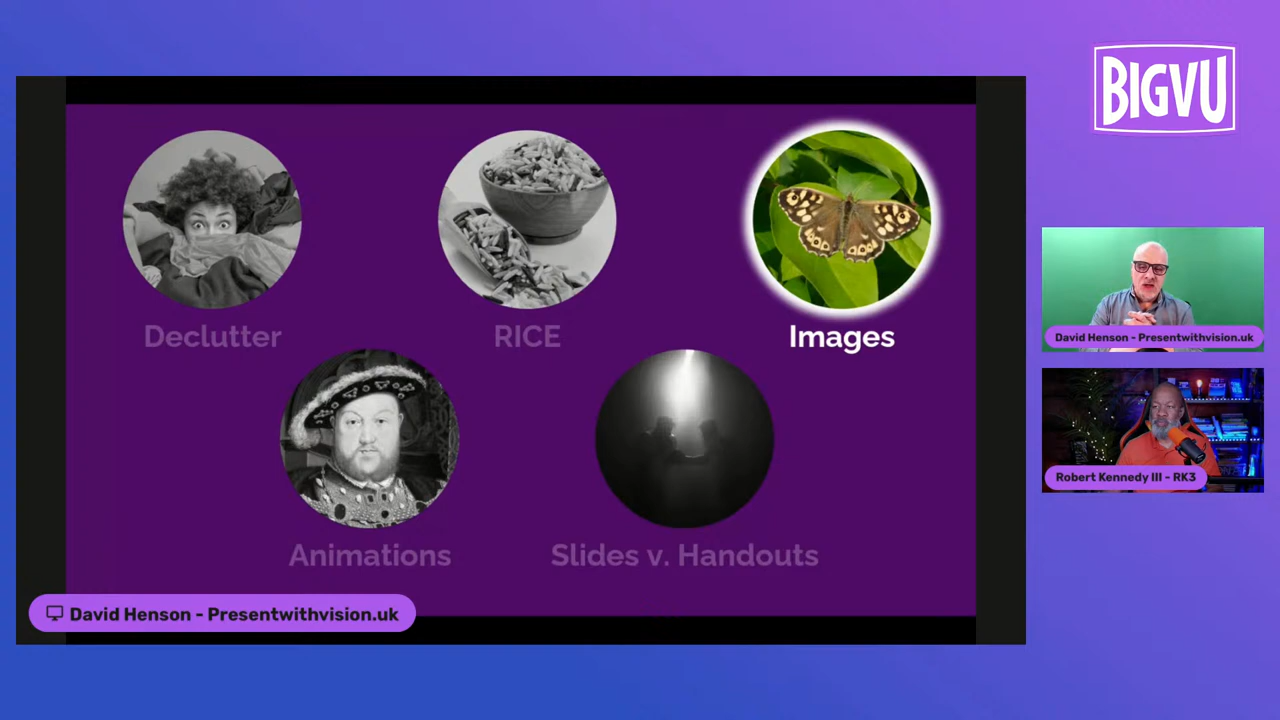 BIGVU
Declutter
RICE
Images
Animations
Slides v. Handouts
David Henson - Presentwithvision.uk
David Henson - Presentwithvision.uk
Robert Kennedy III - RK3